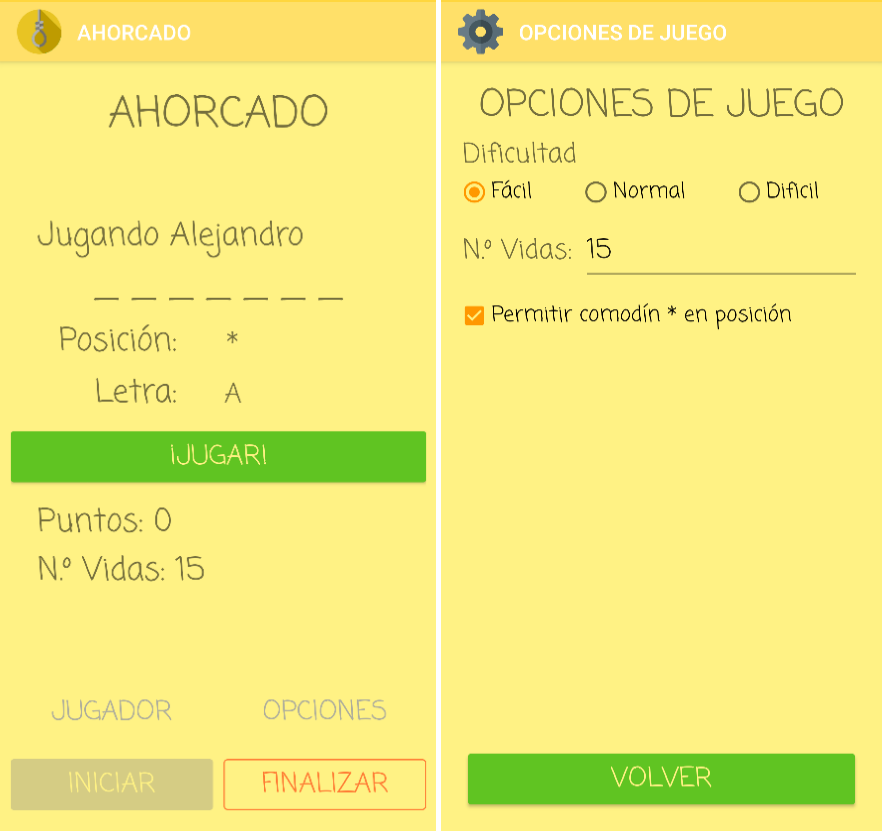 AHORCADO
AHORCADO
Jugando Alejandro
_ _ _ _ _ _ _
Posición: *
Letra: A
¡JUGAR!
Puntos: 0
N.º Vidas: 15
JUGADOR OPCIONES
INICIAR FINALIZAR
OPCIONES DE JUEGO
OPCIONES DE JUEGO
Dificultad
Fácil Normal Difícil
N.º Vidas: 15
Permitir comodín * en posición
VOLVER